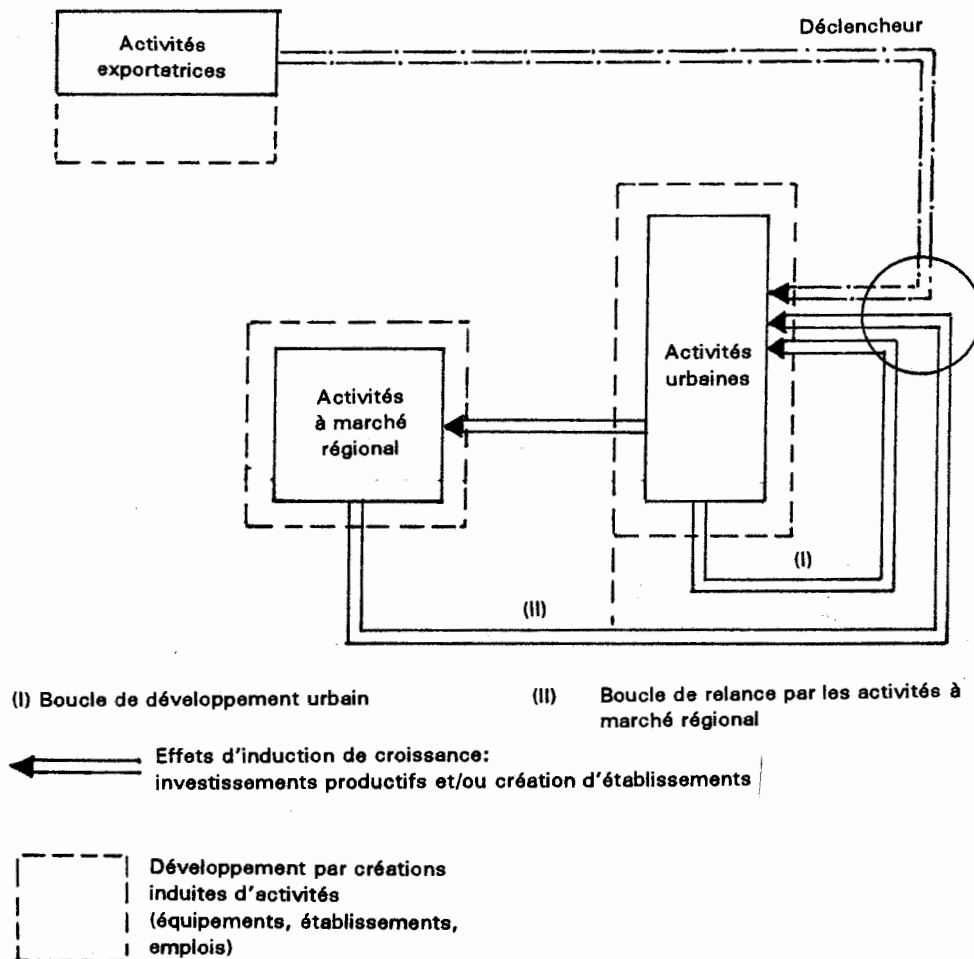 Déclencheur
Activités
exportatrices
Activités
urbaines
Activités
à marché
régional
(I)
(II)
(I) Boucle de développement urbain
(II) Boucle de relance par les activités à
marché régional
Effets d'induction de croissance:
investissements productifs et/ou création d'établissements
Développement par créations
induites d'activités
(équipements, établissements,
emplois)